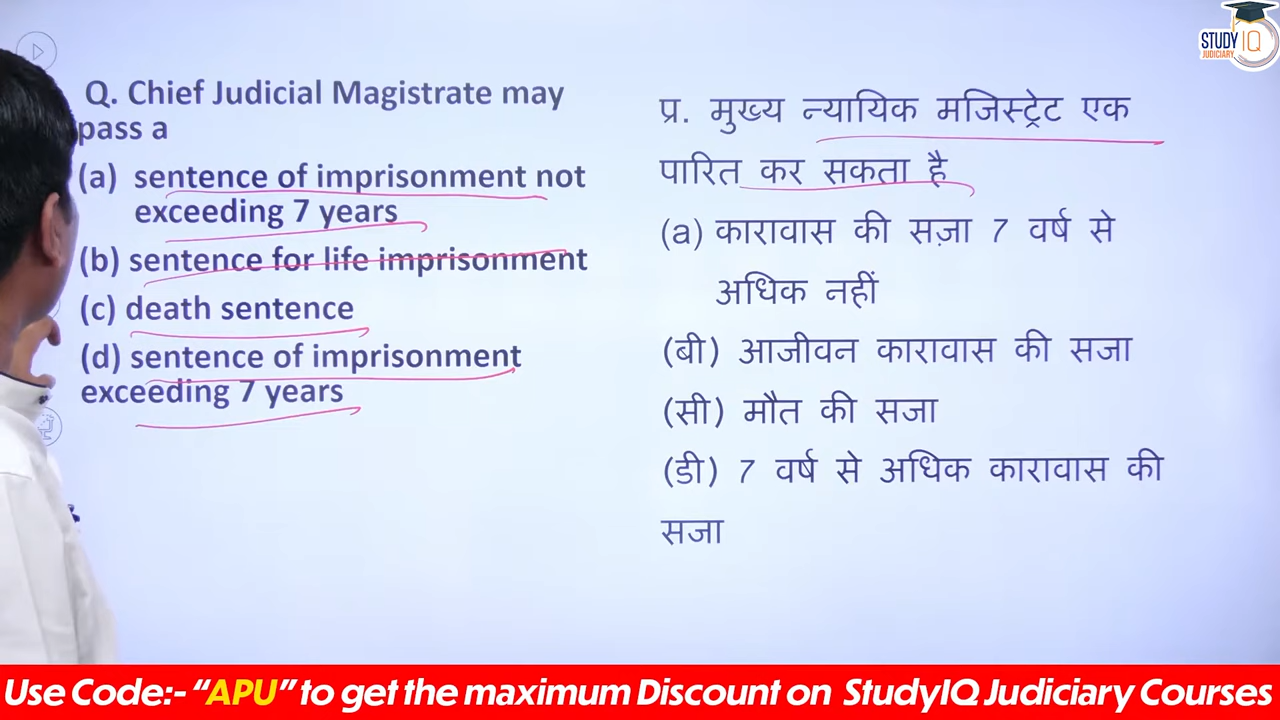 STUDY IQ
JUDICIARY
Q. Chief Judicial Magistrate may
pass a
(a) sentence of imprisonment not
exceeding 7 years
(b) sentence for life imprisonment
(c) death sentence
(d) sentence of imprisonment
exceeding 7 years
प्र. मुख्य न्यायिक मजिस्ट्रेट एक
पारित कर सकता है
(a) कारावास की सज़ा 7 वर्ष से
अधिक नहीं
(बी) आजीवन कारावास की सजा
(सी) मौत की सजा
(डी) 7 वर्ष से अधिक कारावास की
सजा
Use Code:- “APU” to get the maximum Discount on StudyIQ Judiciary Courses